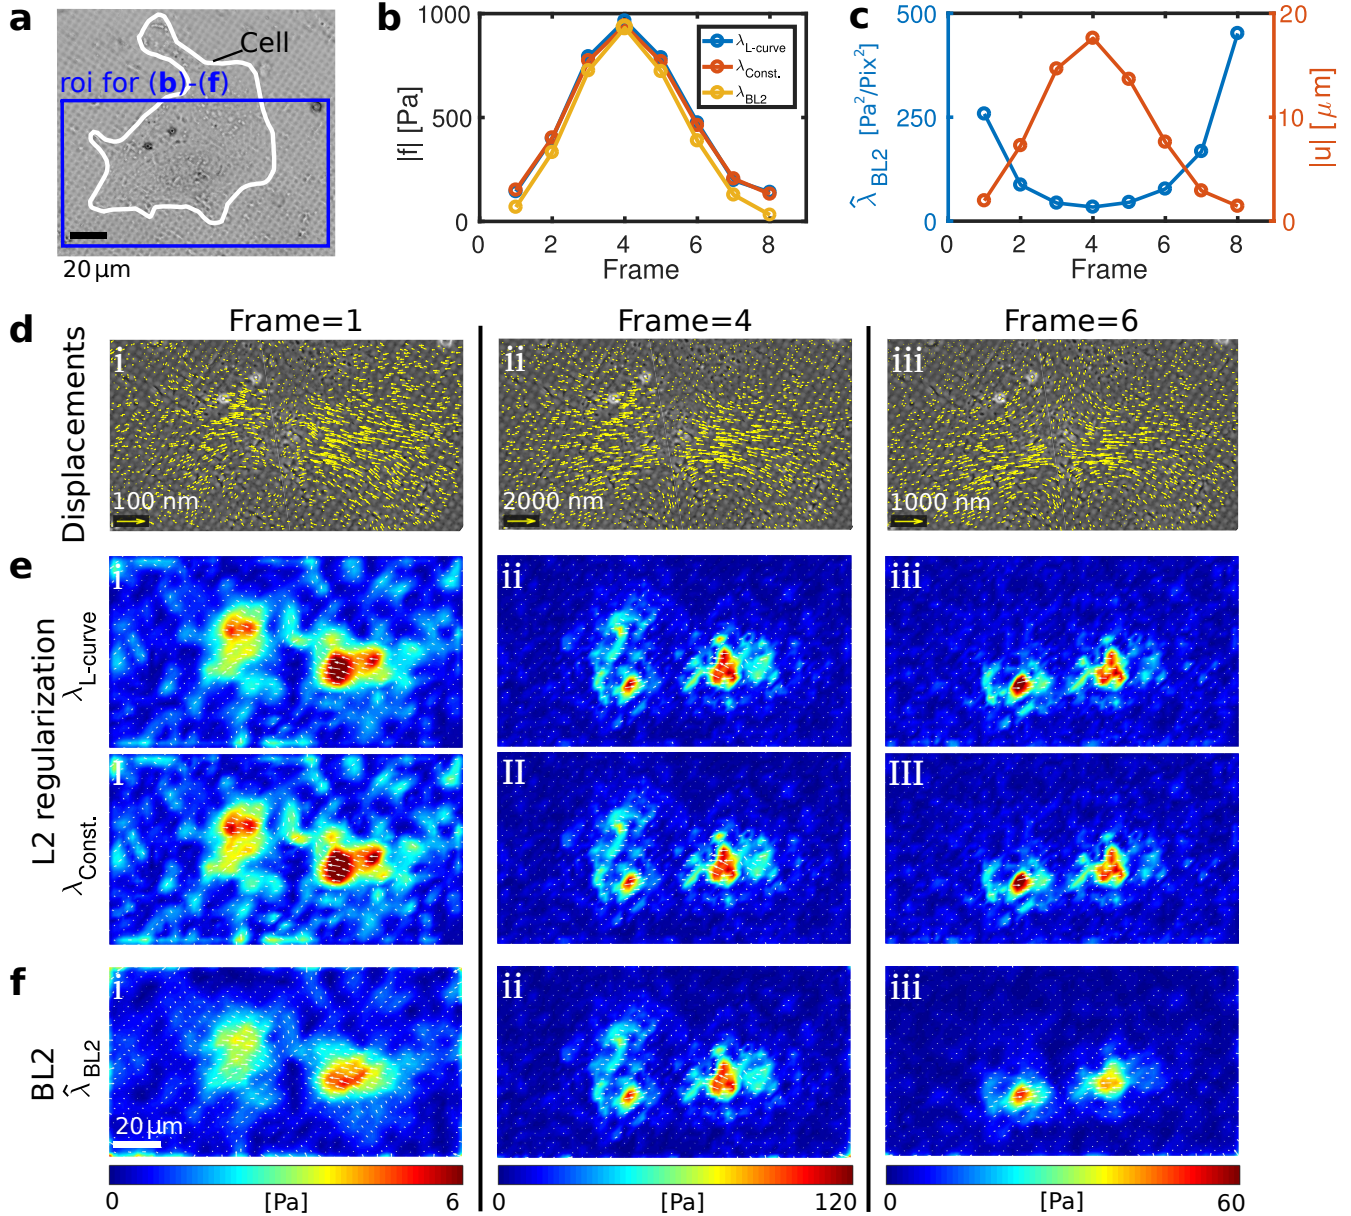 a
Cell
roi for (b)-(f)
20 μm
b
1000
500
0
|f| [Pa]
λL-curve
λConst.
λBL2
0 2 4 6 8
Frame
c
500
250
0
λ̂ BL2 [Pa²/Pix²]
20
10
0
|u| [μm]
0 2 4 6 8
Frame
d
Frame=1
Frame=4
Frame=6
Displacements
i
100 nm
ii
2000 nm
iii
1000 nm
e
L2 regularization
λL-curve
i
ii
iii
λConst.
I
II
III
f
BL2
λ̂BL2
i
20 μm
ii
iii
0 [Pa] 6
0 [Pa] 120
0 [Pa] 60